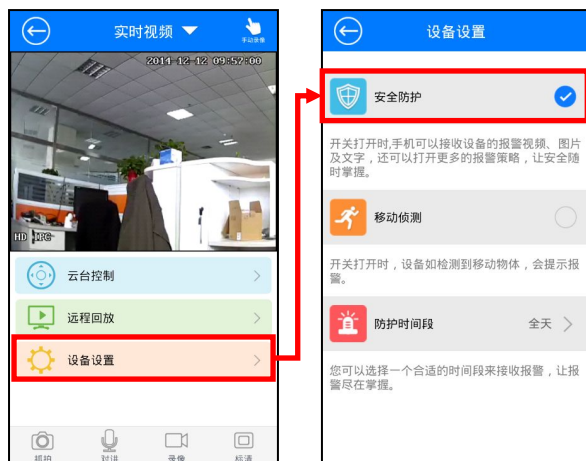 实时视频
手动录像
2014-12-12 09:57:00
HD IPC
云台控制
远程回放
设备设置
抓拍
对讲
录像
标清
设备设置
安全防护
开关打开时,手机可以接收设备的报警视频、图片
及文字，还可以打开更多的报警策略，让安全随
时掌握。
移动侦测
开关打开时，设备如检测到移动物体，会提示报
警。
防护时间段
全天
您可以选择一个合适的时间段来接收报警，让报
警尽在掌握。